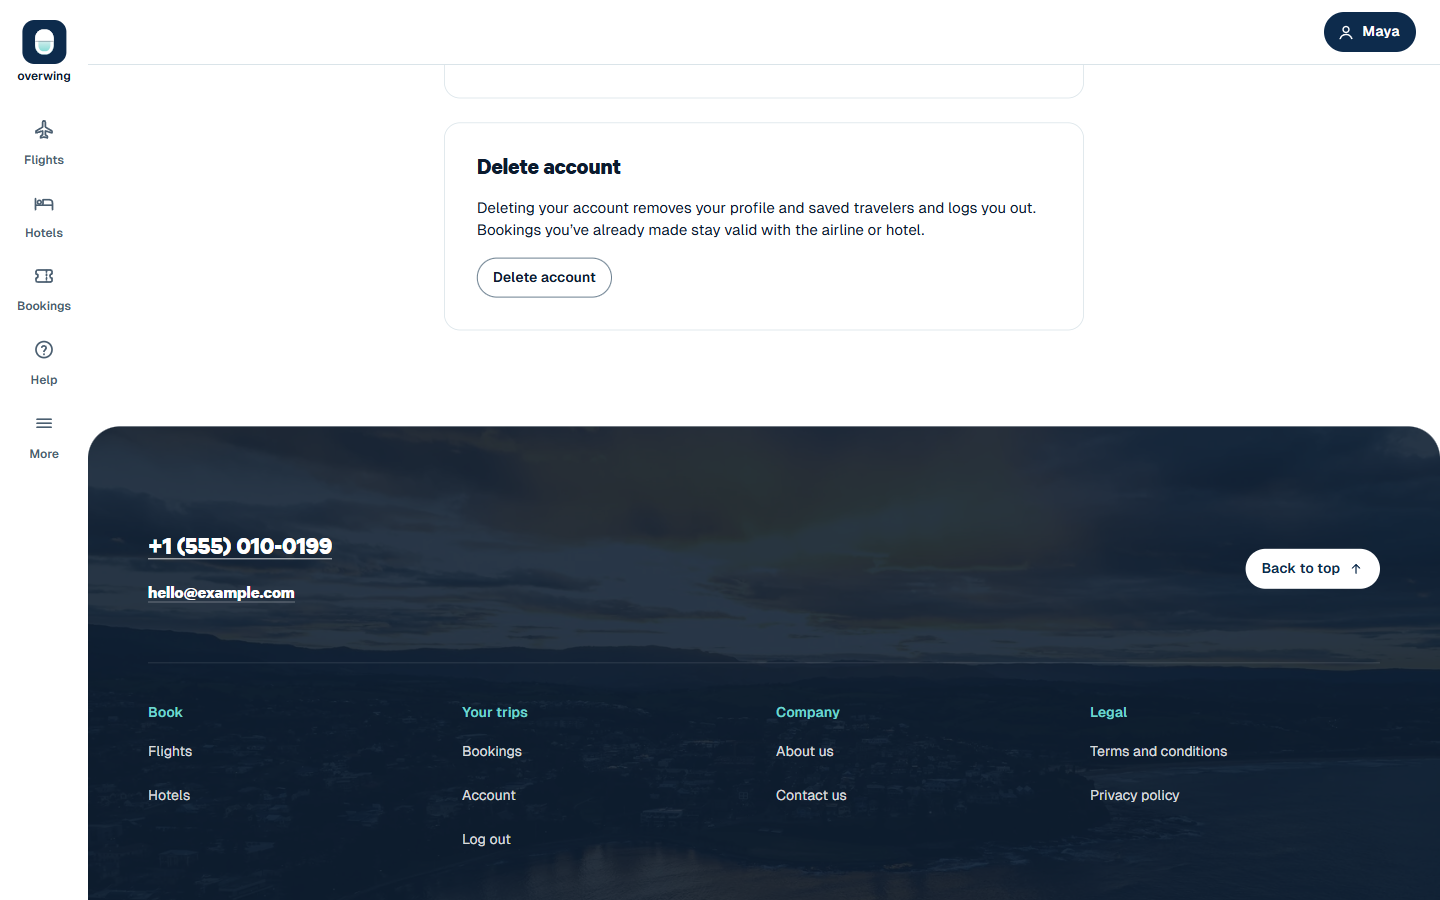 overwing
Flights
Hotels
Bookings
Help
More
Maya
Delete account
Deleting your account removes your profile and saved travelers and logs you out.
Bookings you’ve already made stay valid with the airline or hotel.
Delete account
+1 (555) 010-0199
hello@example.com
Back to top
Book
Flights
Hotels
Your trips
Bookings
Account
Log out
Company
About us
Contact us
Legal
Terms and conditions
Privacy policy